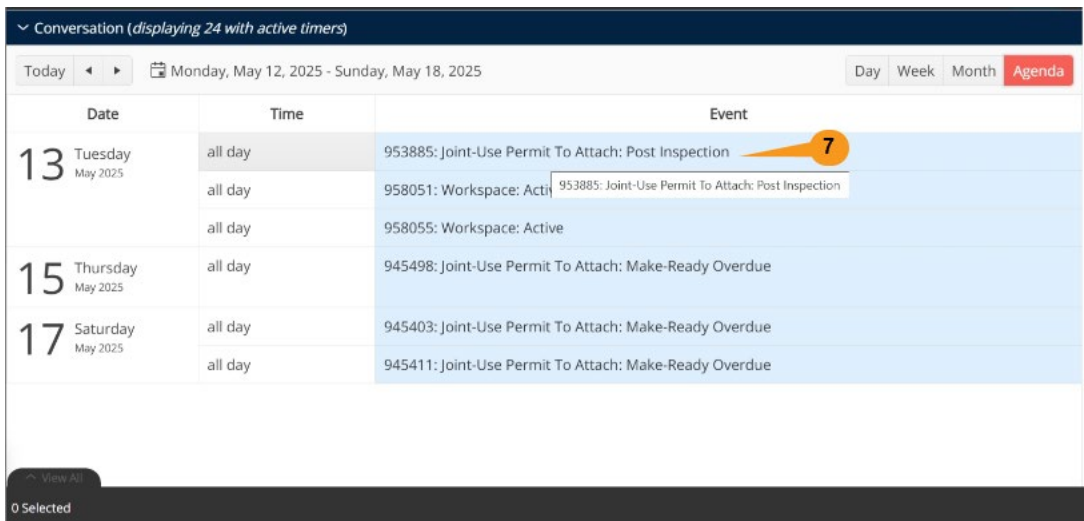 Conversation (displaying 24 with active timers)
Today Monday, May 12, 2025 - Sunday, May 18, 2025 Day Week Month Agenda
Date Time Event
13 Tuesday May 2025 all day 953885: Joint-Use Permit To Attach: Post Inspection 7
all day 958051: Workspace: Activ 953885: Joint-Use Permit To Attach: Post Inspection
all day 958055: Workspace: Active
15 Thursday May 2025 all day 945498: Joint-Use Permit To Attach: Make-Ready Overdue
17 Saturday May 2025 all day 945403: Joint-Use Permit To Attach: Make-Ready Overdue
all day 945411: Joint-Use Permit To Attach: Make-Ready Overdue
View All
0 Selected